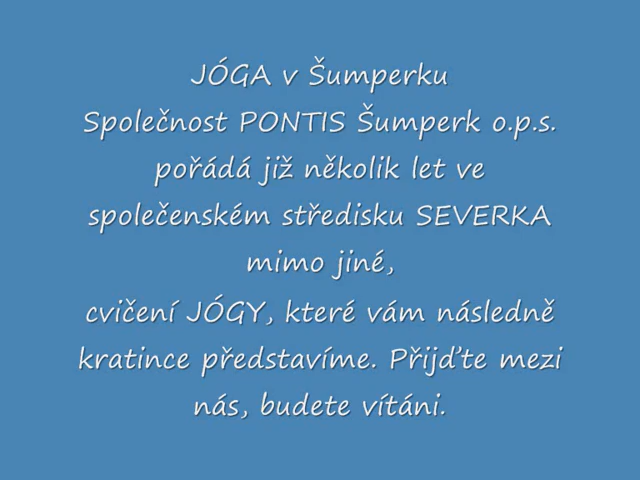 JÓGA v Šumperku
Společnost PONTIS Šumperk o.p.s.
pořádá již několik let ve
společenském středisku SEVERKA
mimo jiné,
cvičení JÓGY, které vám následně
kratince představíme. Přijďte mezi
nás, budete vítáni.